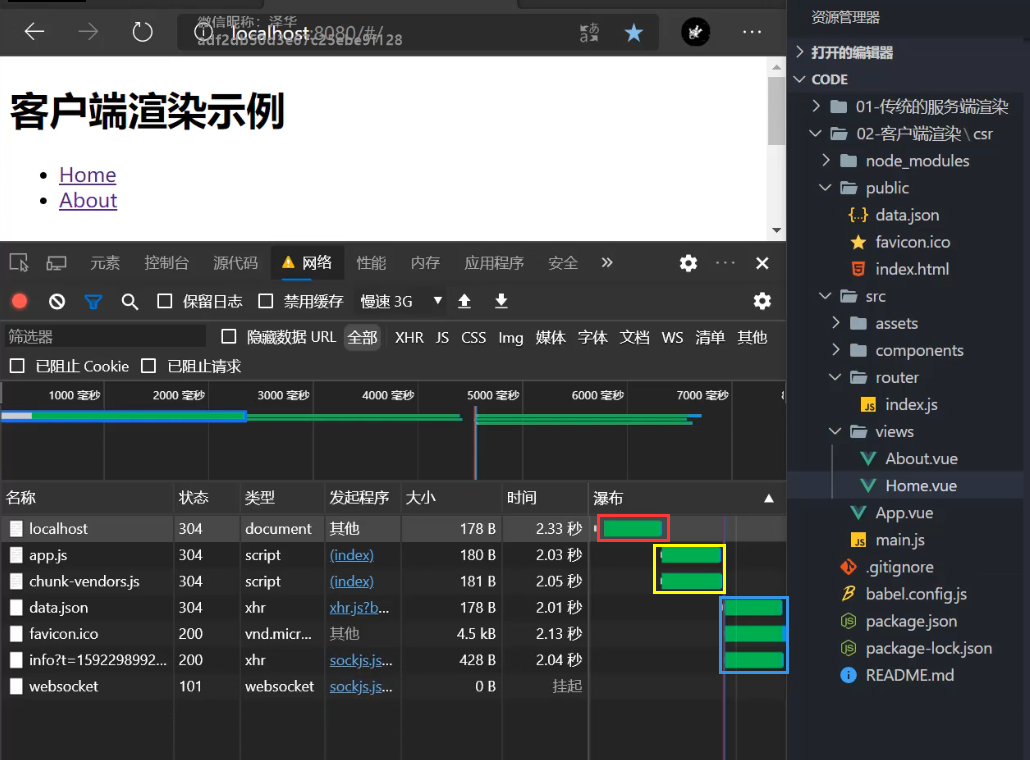 微信昵称：泽华
localhost:8080/#/
adf2db50d3e67c25ebe9f128
客户端渲染示例
Home
About
元素 控制台 源代码 网络 性能 内存 应用程序 安全
保留日志 禁用缓存 慢速 3G
筛选器 隐藏数据 URL 全部 XHR JS CSS Img 媒体 字体 文档 WS 清单 其他
已阻止 Cookie 已阻止请求
1000 毫秒 2000 毫秒 3000 毫秒 4000 毫秒 5000 毫秒 6000 毫秒 7000 毫秒
名称 状态 类型 发起程序 大小 时间 瀑布
localhost 304 document 其他 178 B 2.33 秒
app.js 304 script (index) 180 B 2.03 秒
chunk-vendors.js 304 script (index) 181 B 2.05 秒
data.json 304 xhr xhr.js?b... 178 B 2.01 秒
favicon.ico 200 vnd.micr... 其他 4.5 kB 2.13 秒
info?t=1592298992... 200 xhr sockjs.js... 428 B 2.04 秒
websocket 101 websocket sockjs.js... 0 B 挂起
资源管理器
打开的编辑器
CODE
01-传统的服务端渲染
02-客户端渲染\csr
node_modules
public
data.json
favicon.ico
index.html
src
assets
components
router
index.js
views
About.vue
Home.vue
App.vue
main.js
.gitignore
babel.config.js
package.json
package-lock.json
README.md